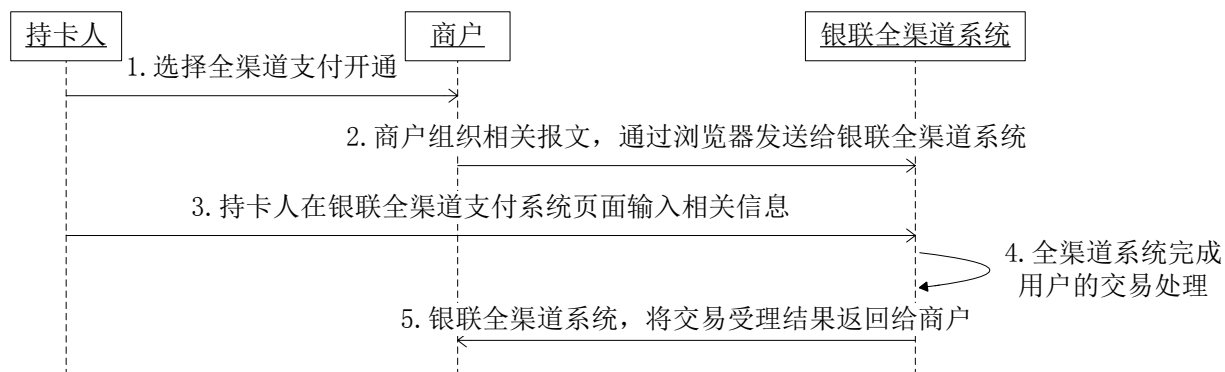 持卡人
商户
银联全渠道系统
1.选择全渠道支付开通
2.商户组织相关报文，通过浏览器发送给银联全渠道系统
3.持卡人在银联全渠道支付系统页面输入相关信息
4.全渠道系统完成
用户的交易处理
5.银联全渠道系统，将交易受理结果返回给商户